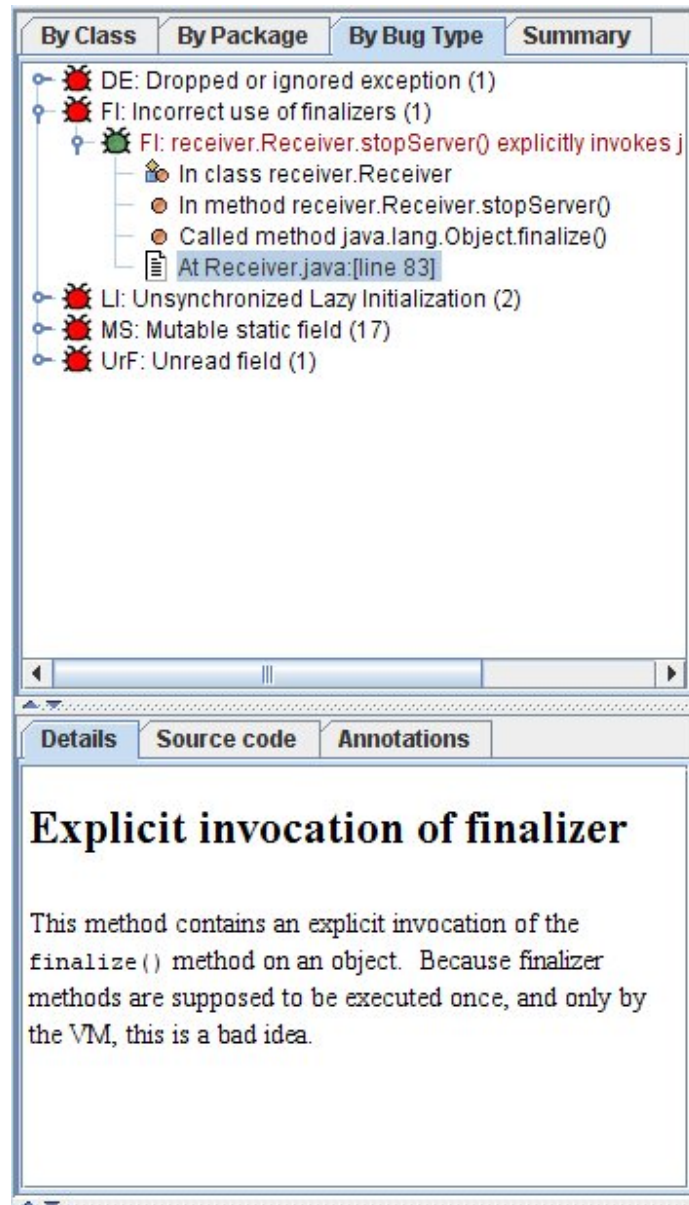 By Class By Package By Bug Type Summary
DE: Dropped or ignored exception (1)
FI: Incorrect use of finalizers (1)
FI: receiver.Receiver.stopServer() explicitly invokes j
In class receiver.Receiver
In method receiver.Receiver.stopServer()
Called method java.lang.Object.finalize()
At Receiver.java:[line 83]
LI: Unsynchronized Lazy Initialization (2)
MS: Mutable static field (17)
UrF: Unread field (1)
Details Source code Annotations
Explicit invocation of finalizer
This method contains an explicit invocation of the
finalize() method on an object. Because finalizer
methods are supposed to be executed once, and only by
the VM, this is a bad idea.